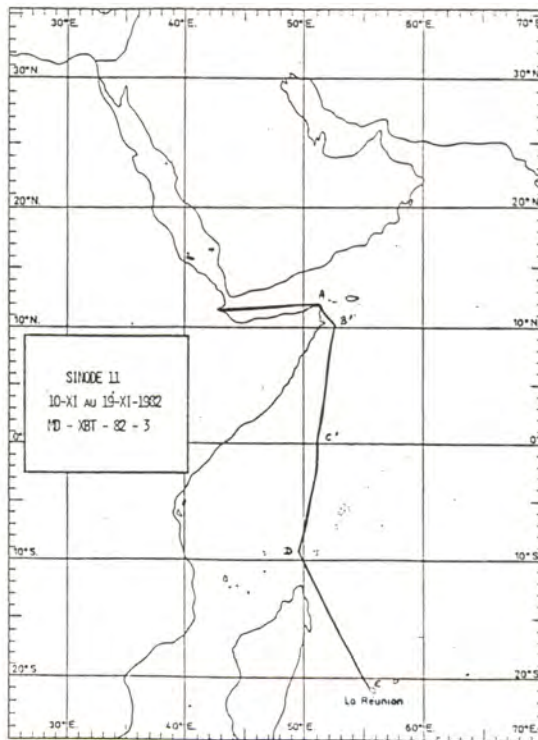 30°E. 40°E. 50°E. 60°E. 70°E.
30°N 30°N
20°N 20°N
A
10°N. B' 10°N.
SINODE 11
10-XI AU 19-XI-1982
MD - XBT - 82 - 3
0° C' 0°
D
10°S. 10°S
20°S 20°S
La Réunion
30°E. 40°E. 50°E. 60°E. 70°E.